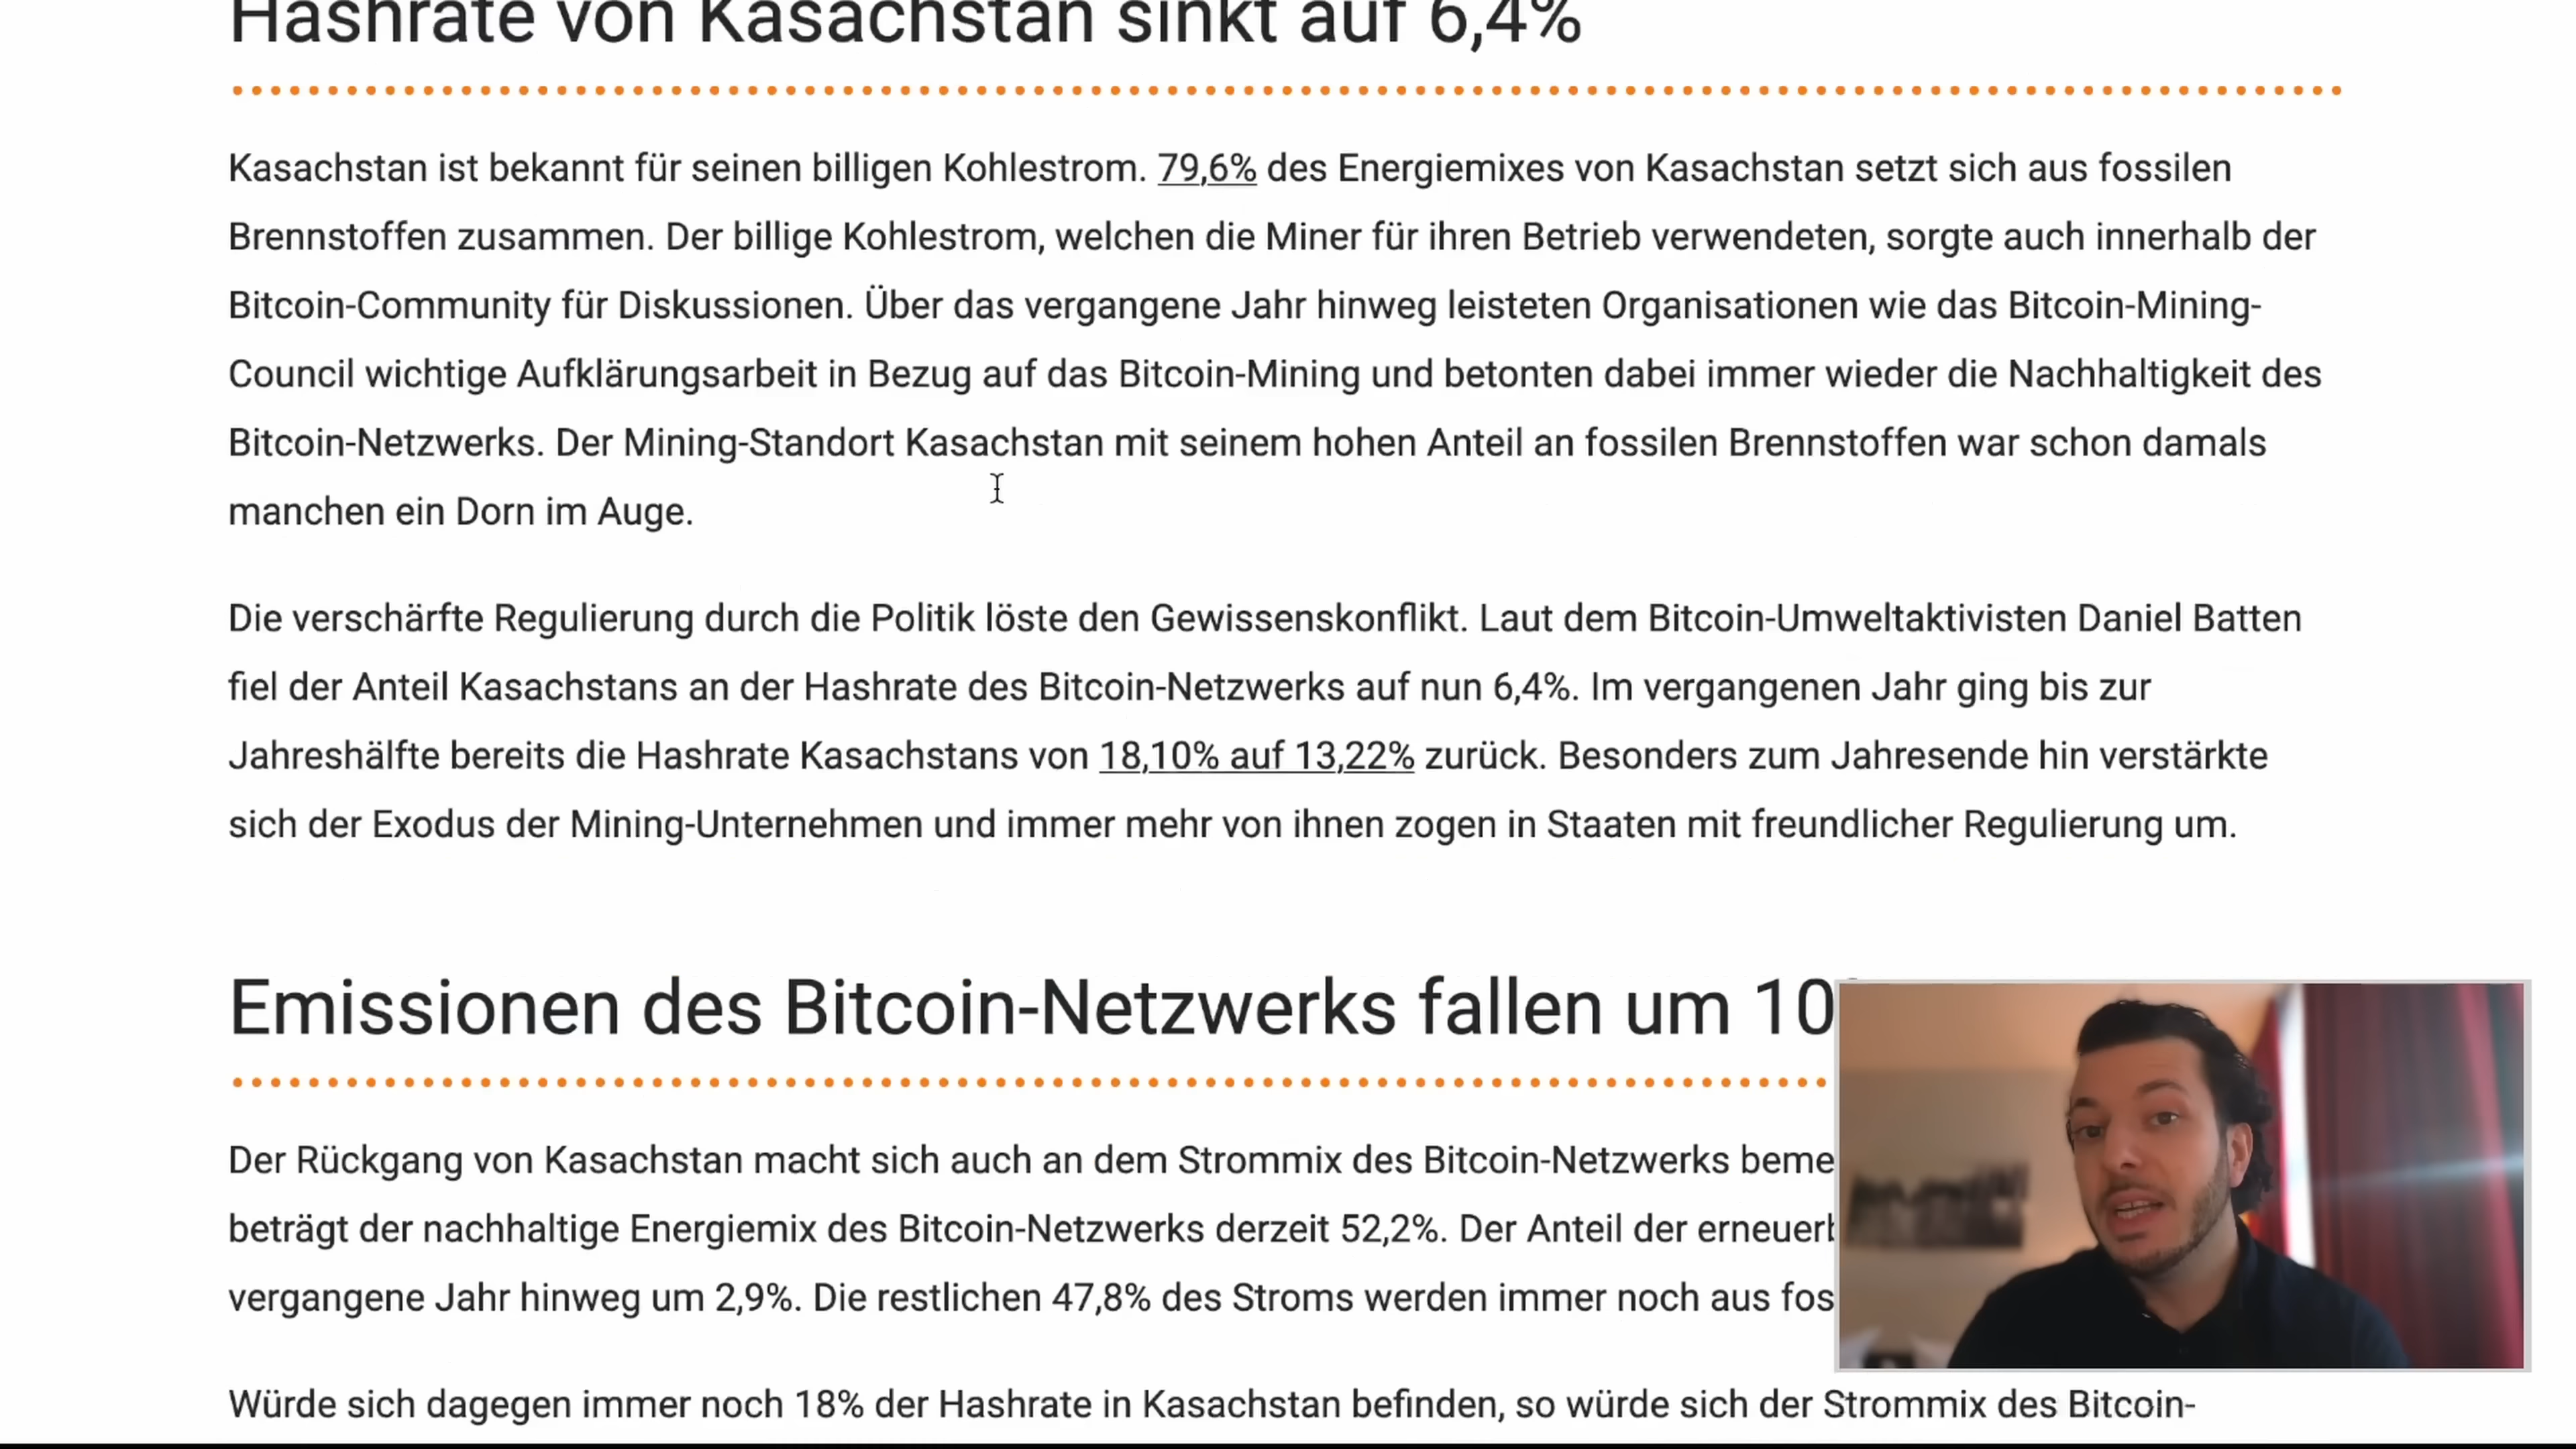 Hashrate von Kasachstan sinkt auf 6,4%
Kasachstan ist bekannt für seinen billigen Kohlestrom. 79,6% des Energiemixes von Kasachstan setzt sich aus fossilen
Brennstoffen zusammen. Der billige Kohlestrom, welchen die Miner für ihren Betrieb verwendeten, sorgte auch innerhalb der
Bitcoin-Community für Diskussionen. Über das vergangene Jahr hinweg leisteten Organisationen wie das Bitcoin-Mining-
Council wichtige Aufklärungsarbeit in Bezug auf das Bitcoin-Mining und betonten dabei immer wieder die Nachhaltigkeit des
Bitcoin-Netzwerks. Der Mining-Standort Kasachstan mit seinem hohen Anteil an fossilen Brennstoffen war schon damals
manchen ein Dorn im Auge.
Die verschärfte Regulierung durch die Politik löste den Gewissenskonflikt. Laut dem Bitcoin-Umweltaktivisten Daniel Batten
fiel der Anteil Kasachstans an der Hashrate des Bitcoin-Netzwerks auf nun 6,4%. Im vergangenen Jahr ging bis zur
Jahreshälfte bereits die Hashrate Kasachstans von 18,10% auf 13,22% zurück. Besonders zum Jahresende hin verstärkte
sich der Exodus der Mining-Unternehmen und immer mehr von ihnen zogen in Staaten mit freundlicher Regulierung um.
Emissionen des Bitcoin-Netzwerks fallen um 10
Der Rückgang von Kasachstan macht sich auch an dem Strommix des Bitcoin-Netzwerks beme
beträgt der nachhaltige Energiemix des Bitcoin-Netzwerks derzeit 52,2%. Der Anteil der erneuer
vergangene Jahr hinweg um 2,9%. Die restlichen 47,8% des Stroms werden immer noch aus fos
Würde sich dagegen immer noch 18% der Hashrate in Kasachstan befinden, so würde sich der Strommix des Bitcoin-